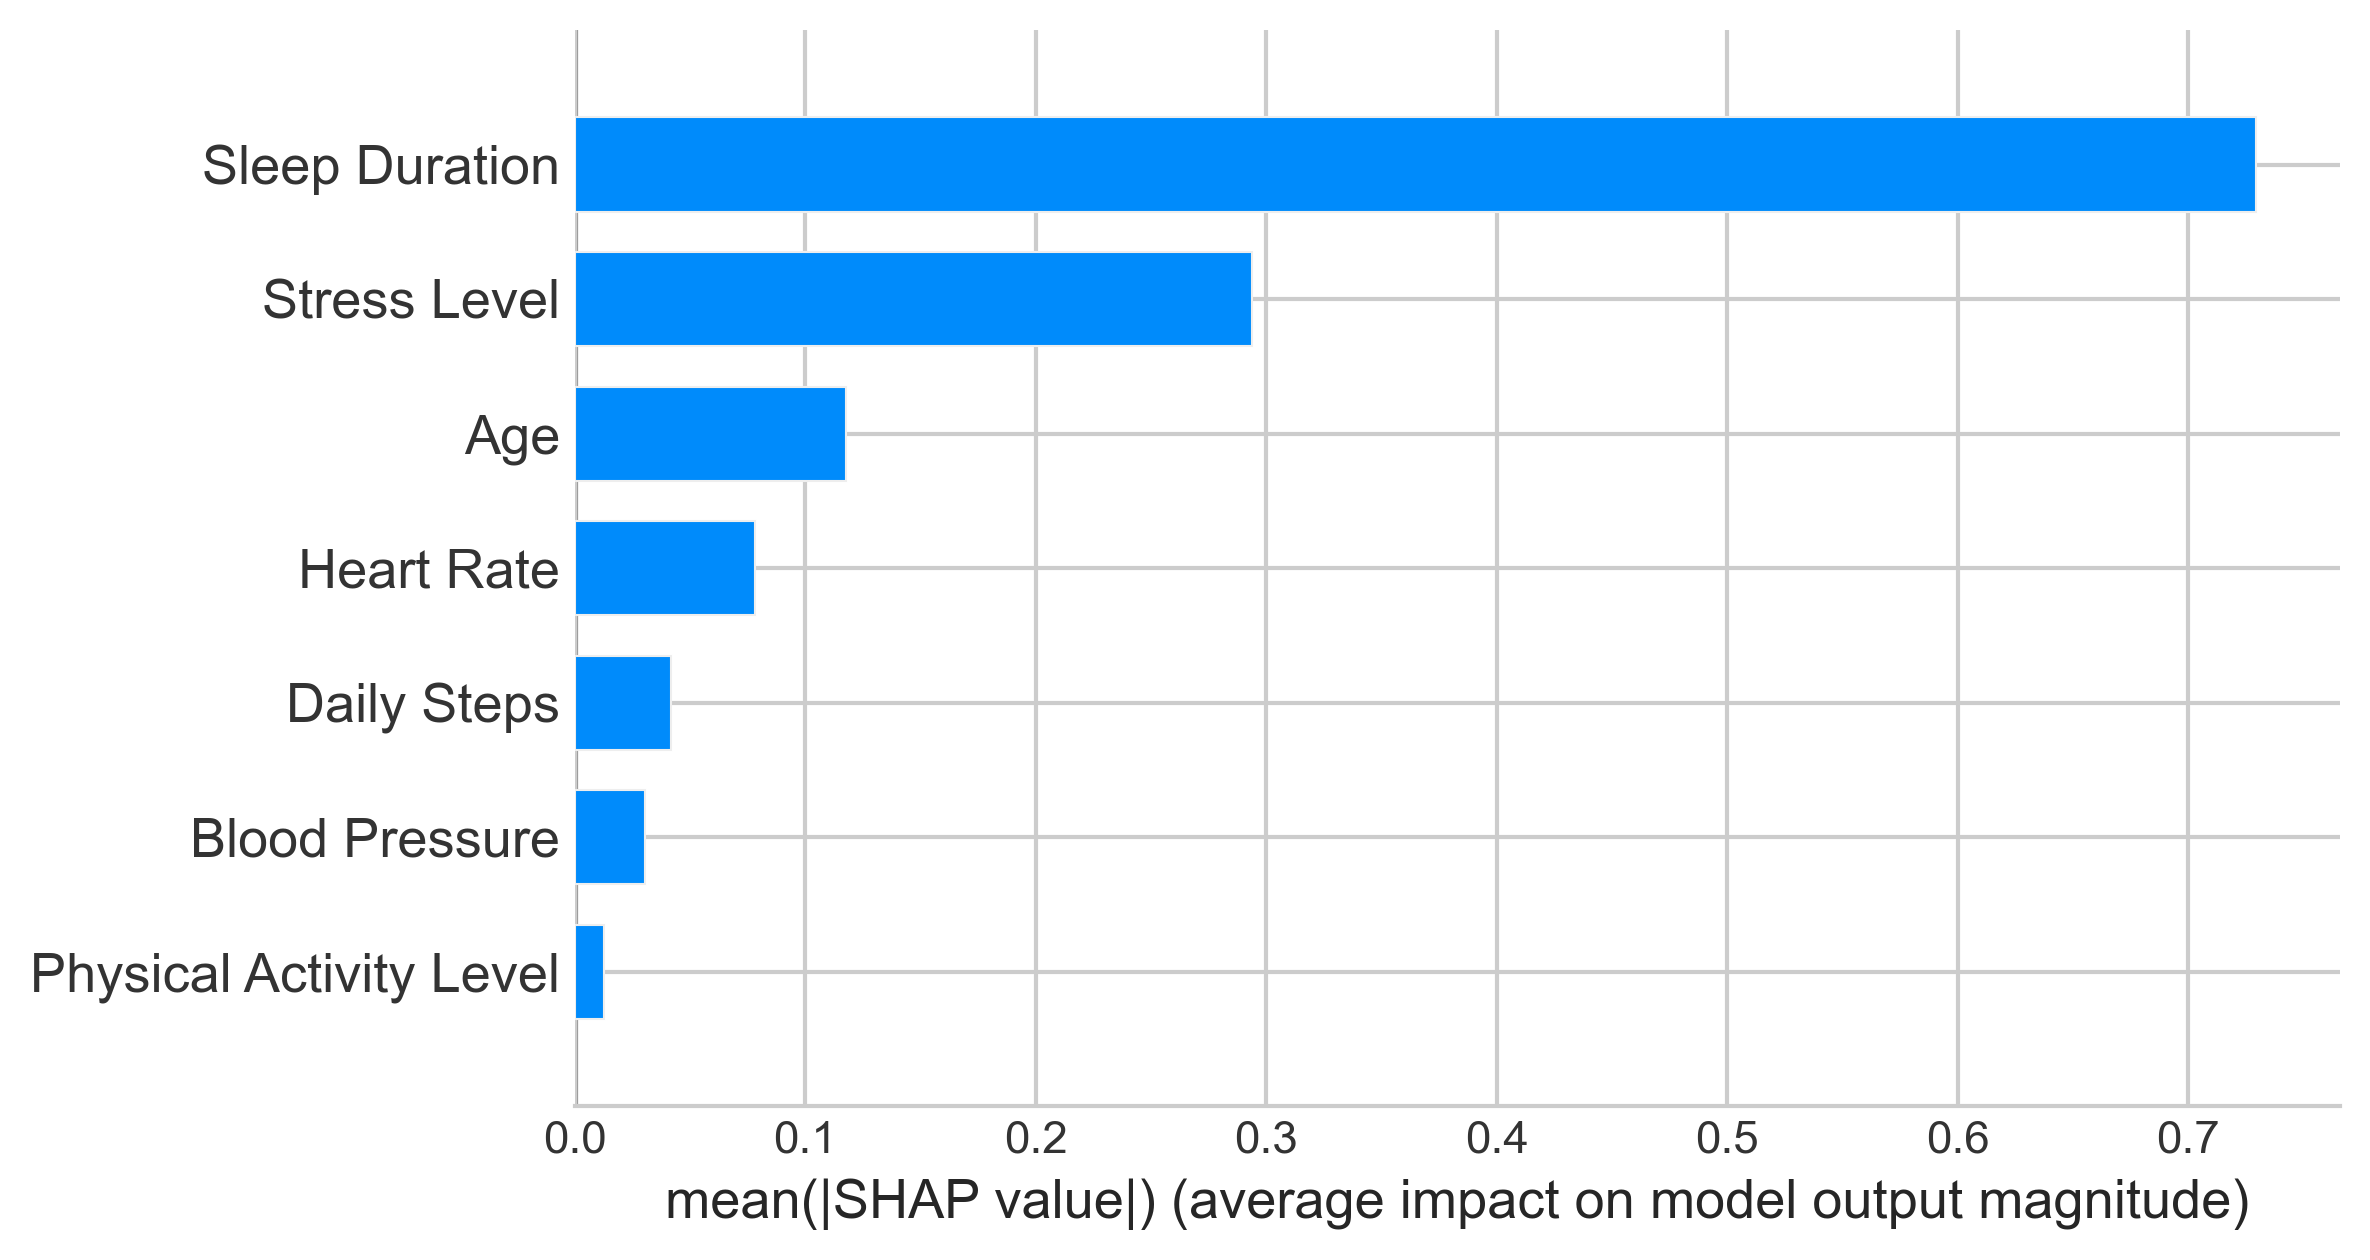 Sleep Duration
Stress Level
Age
Heart Rate
Daily Steps
Blood Pressure
Physical Activity Level
0.0 0.1 0.2 0.3 0.4 0.5 0.6 0.7
mean(|SHAP value|) (average impact on model output magnitude)